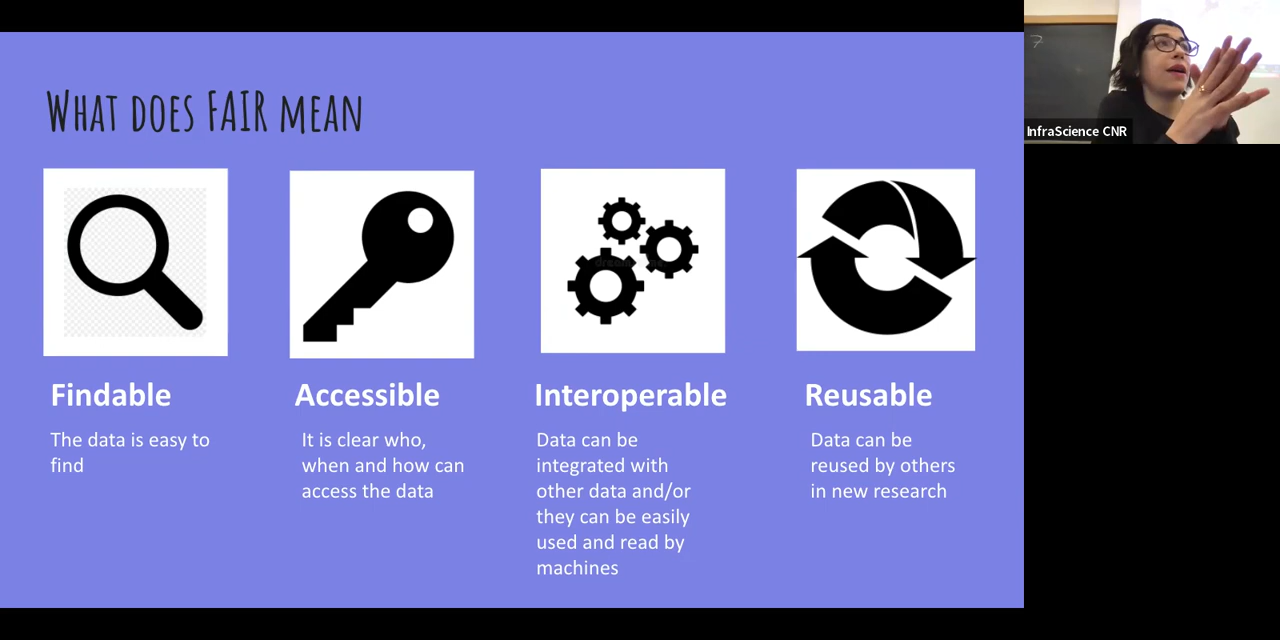 What does FAIR mean
InfraScience CNR
Findable
The data is easy to
find
Accessible
It is clear who,
when and how can
access the data
Interoperable
Data can be
integrated with
other data and/or
they can be easily
used and read by
machines
Reusable
Data can be
reused by others
in new research